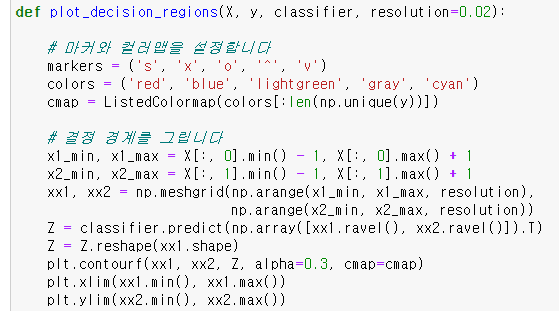 def plot_decision_regions(X, y, classifier, resolution=0.02):
# 마커와 컬러맵을 설정합니다
markers = ('s', 'x', 'o', '^', 'v')
colors = ('red', 'blue', 'lightgreen', 'gray', 'cyan')
cmap = ListedColormap(colors[:len(np.unique(y))])
# 결정 경계를 그립니다
x1_min, x1_max = X[:, 0].min() - 1, X[:, 0].max() + 1
x2_min, x2_max = X[:, 1].min() - 1, X[:, 1].max() + 1
xx1, xx2 = np.meshgrid(np.arange(x1_min, x1_max, resolution),
np.arange(x2_min, x2_max, resolution))
Z = classifier.predict(np.array([xx1.ravel(), xx2.ravel()]).T)
Z = Z.reshape(xx1.shape)
plt.contourf(xx1, xx2, Z, alpha=0.3, cmap=cmap)
plt.xlim(xx1.min(), xx1.max())
plt.ylim(xx2.min(), xx2.max())